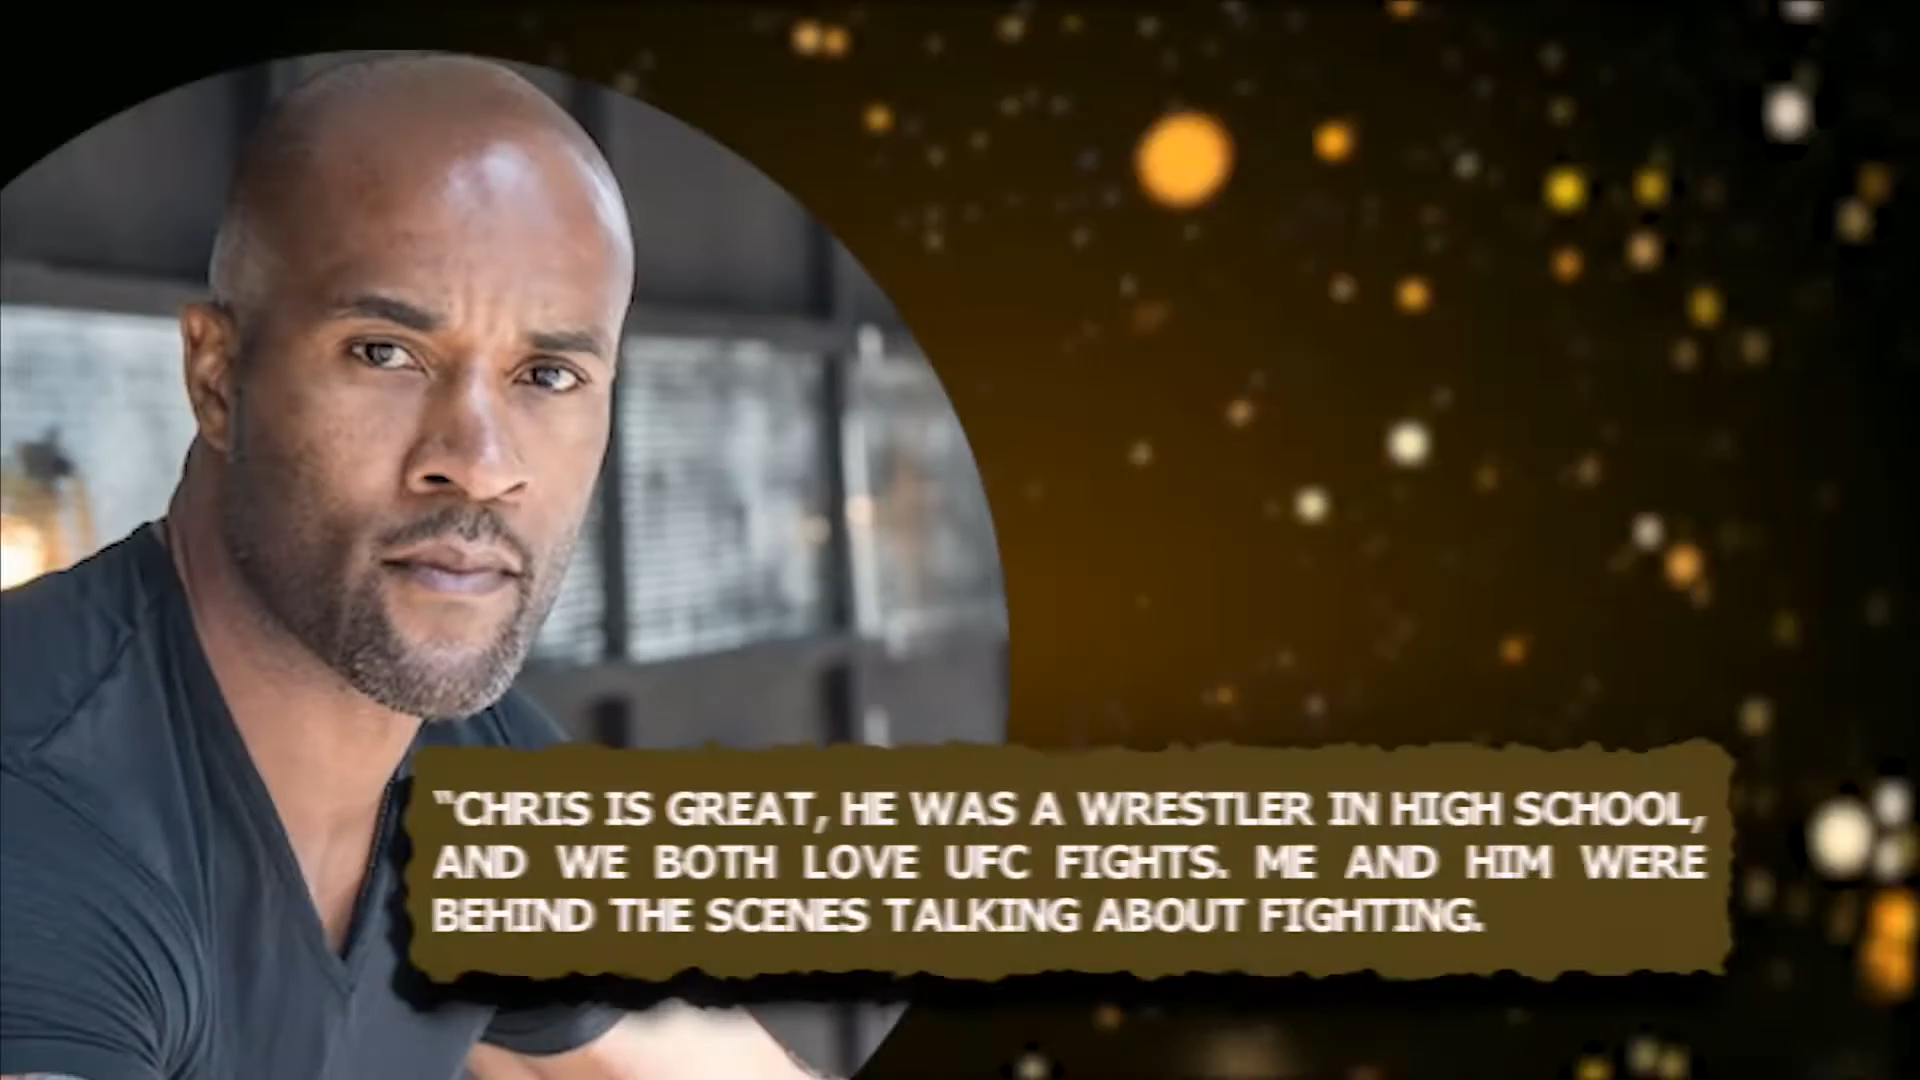 “CHRIS IS GREAT, HE WAS A WRESTLER IN HIGH SCHOOL,
AND WE BOTH LOVE UFC FIGHTS. ME AND HIM WERE
BEHIND THE SCENES TALKING ABOUT FIGHTING.